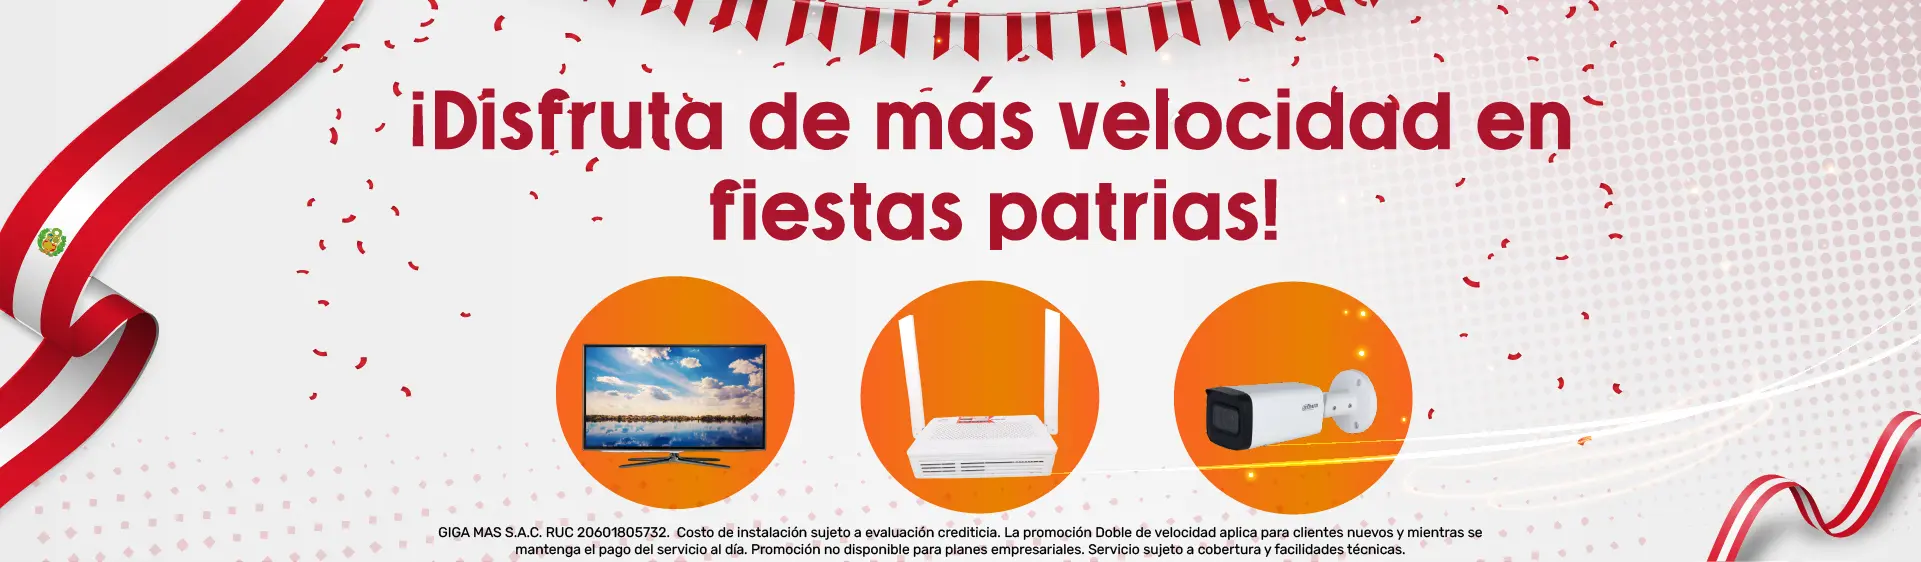 ¡Disfruta de más velocidad en
fiestas patrias!
alhua
GIGA MAS S.A.C. RUC 20601805732. Costo de instalación sujeto a evaluación crediticia. La promoción Doble de velocidad aplica para clientes nuevos y mientras se
mantenga el pago del servicio al día. Promoción no disponible para planes empresariales. Servicio sujeto a cobertura y facilidades técnicas.